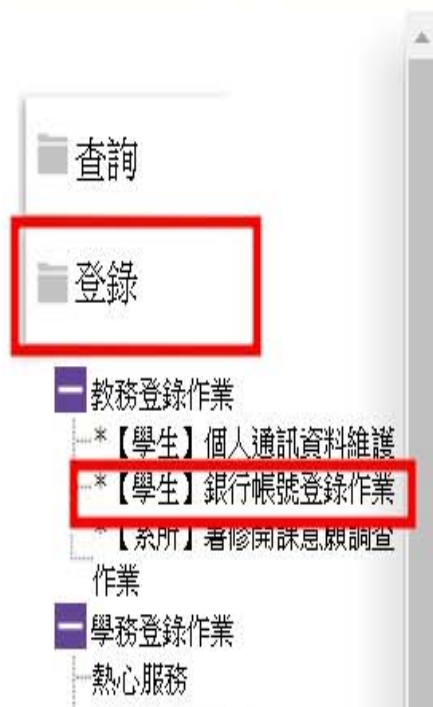 查詢
登錄
教務登錄作業
*【學生】個人通訊資料維護
*【學生】銀行帳號登錄作業
*【系所】暑修開課意願調查
作業
學務登錄作業
熱心服務